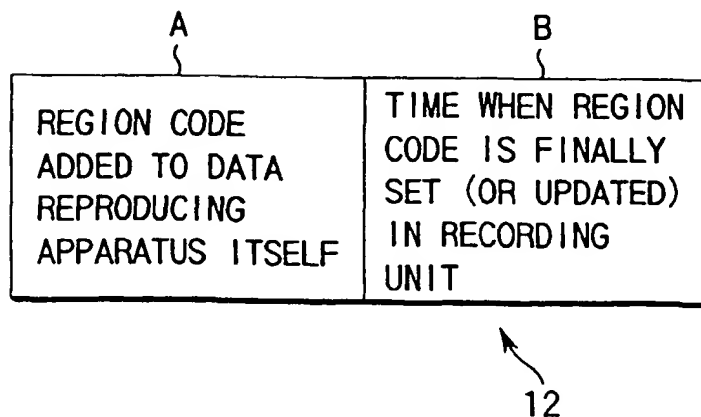 A
B
REGION CODE
ADDED TO DATA
REPRODUCING
APPARATUS ITSELF
TIME WHEN REGION
CODE IS FINALLY
SET (OR UPDATED)
IN RECORDING
UNIT
12